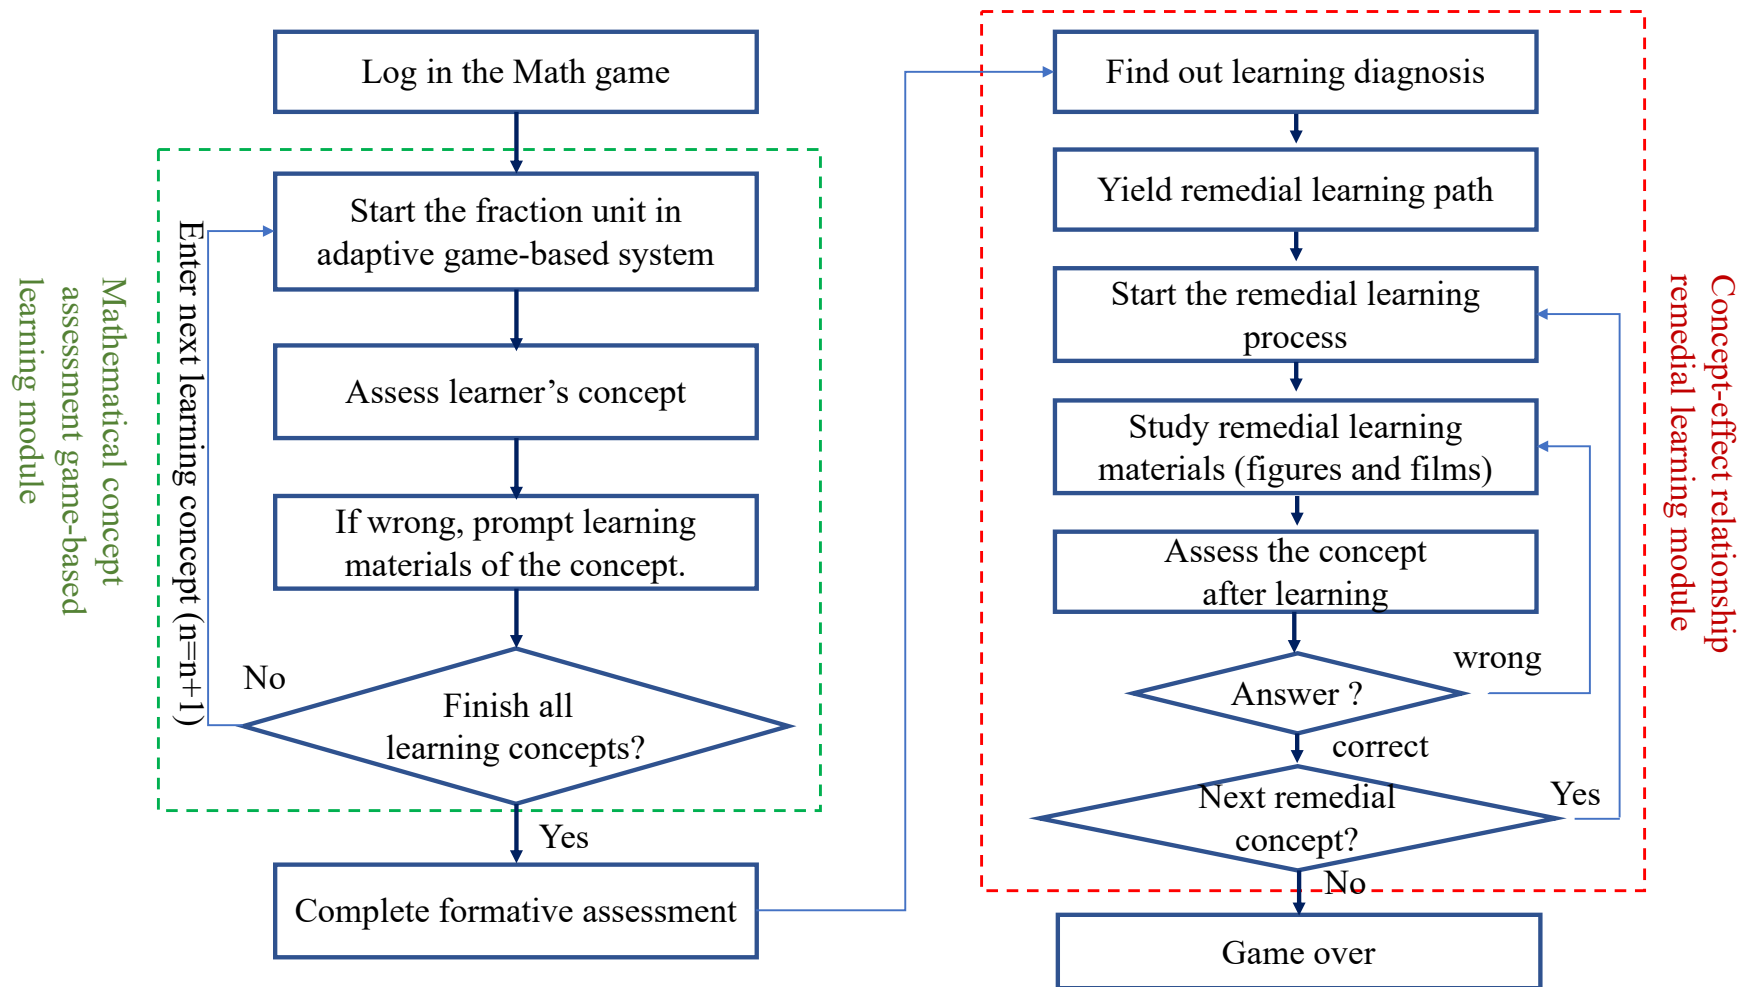 Log in the Math game
Start the fraction unit in
adaptive game-based system
Assess learner’s concept
If wrong, prompt learning
materials of the concept.
Finish all
learning concepts?
No
Enter next learning concept (n=n+1)
Yes
Complete formative assessment
Mathematical concept
assessment game-based
learning module
Find out learning diagnosis
Yield remedial learning path
Start the remedial learning
process
Study remedial learning
materials (figures and films)
Assess the concept
after learning
Answer ?
wrong
correct
Next remedial
concept?
Yes
No
Game over
Concept-effect relationship
remedial learning module